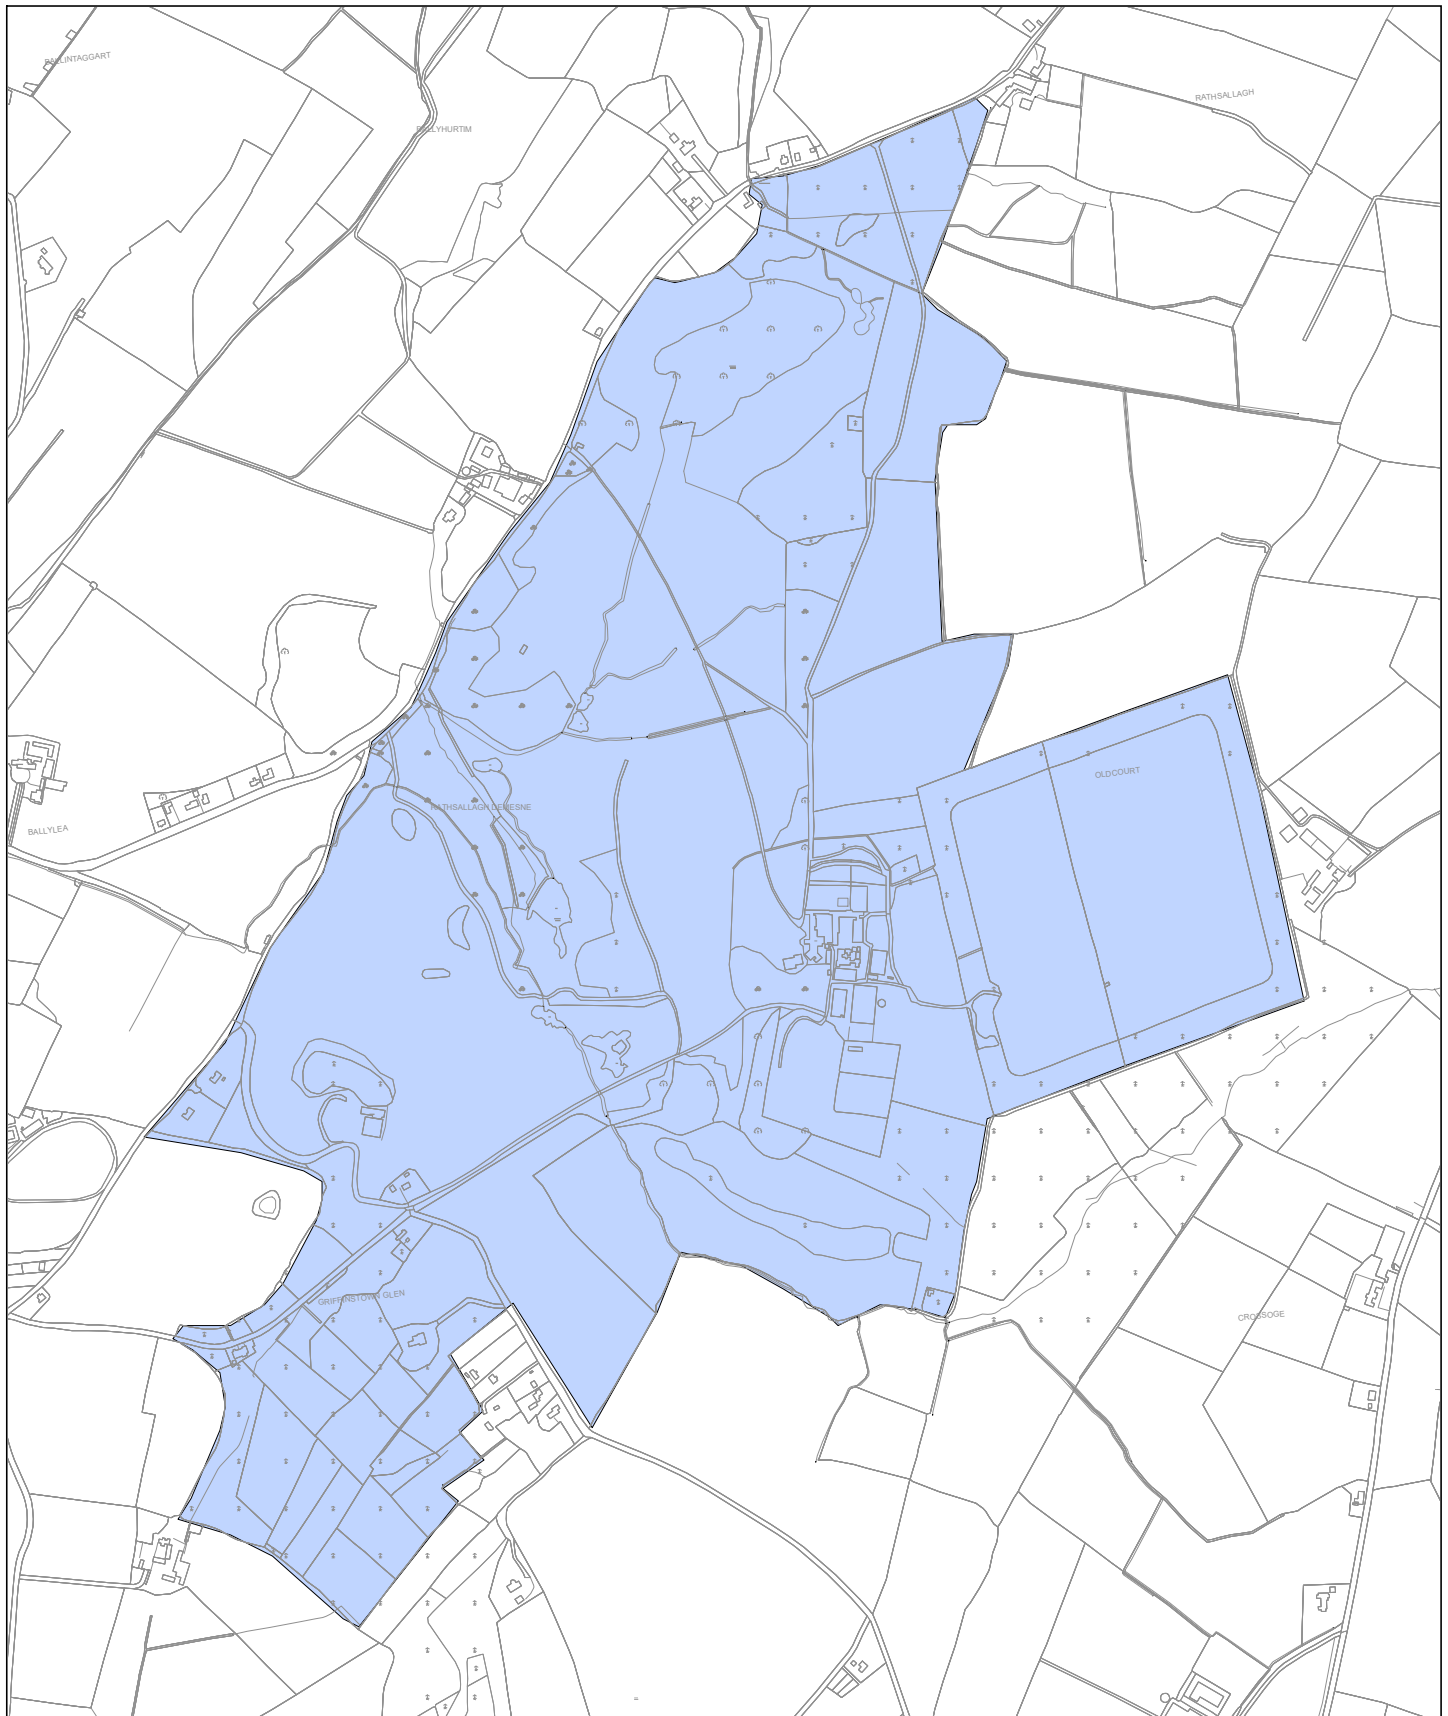 BALLINTAGGART
RATHSALLAGH
BALLYHURTIM
OLDCOURT
RATHSALLAGH DEMESNE
BALLYLEA
GRIFFINSTOWN GLEN
CROSSOGE